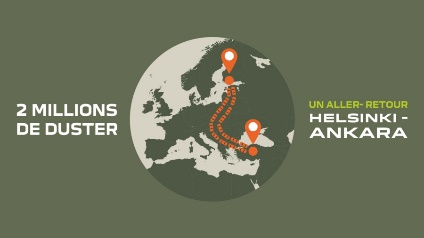 2 MILLIONS
DE DUSTER
UN ALLER- RETOUR
HELSINKI -
ANKARA